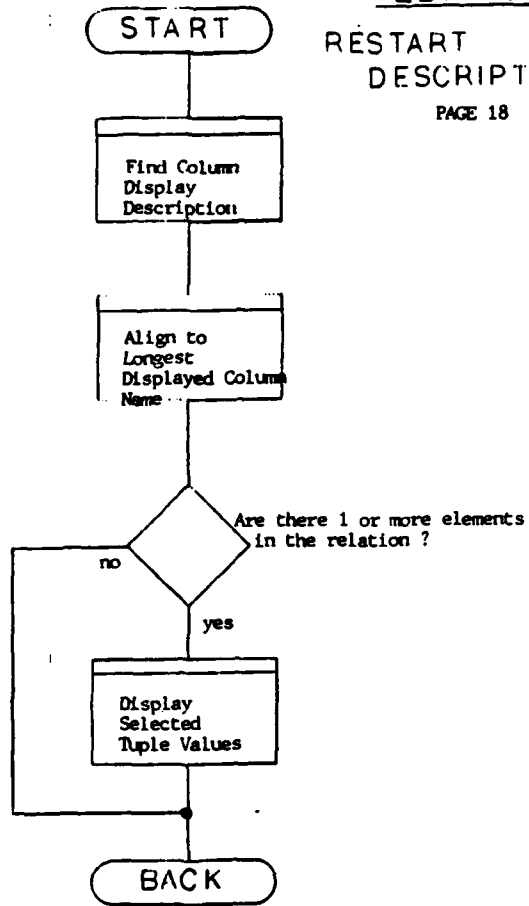 START
RESTART
DESCRIPT
PAGE 18
Find Column
Display
Description
Align to
Longest
Displayed Column
Name
Are there 1 or more elements
in the relation ?
no
yes
Display
Selected
Tuple Values
BACK